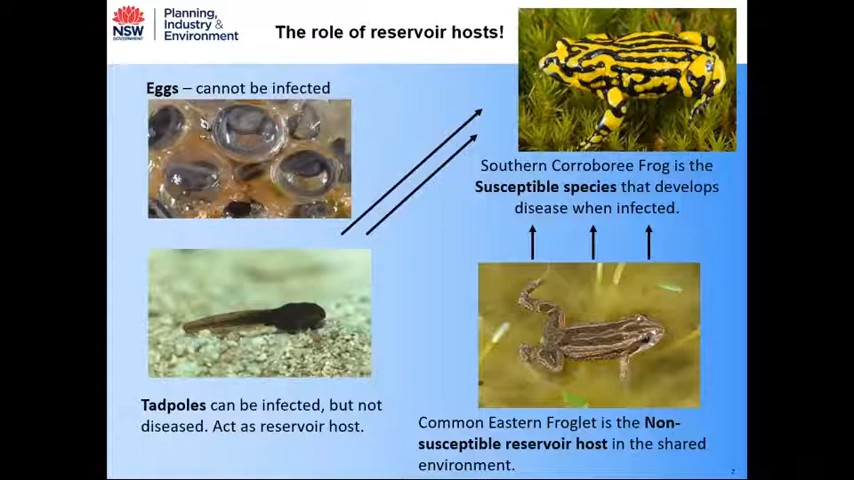 NSW
GOVERNMENT
Planning,
Industry &
Environment
The role of reservoir hosts!
Eggs – cannot be infected
Southern Corroboree Frog is the
Susceptible species that develops
disease when infected.
Tadpoles can be infected, but not
diseased. Act as reservoir host.
Common Eastern Froglet is the Non-
susceptible reservoir host in the shared
environment.
7